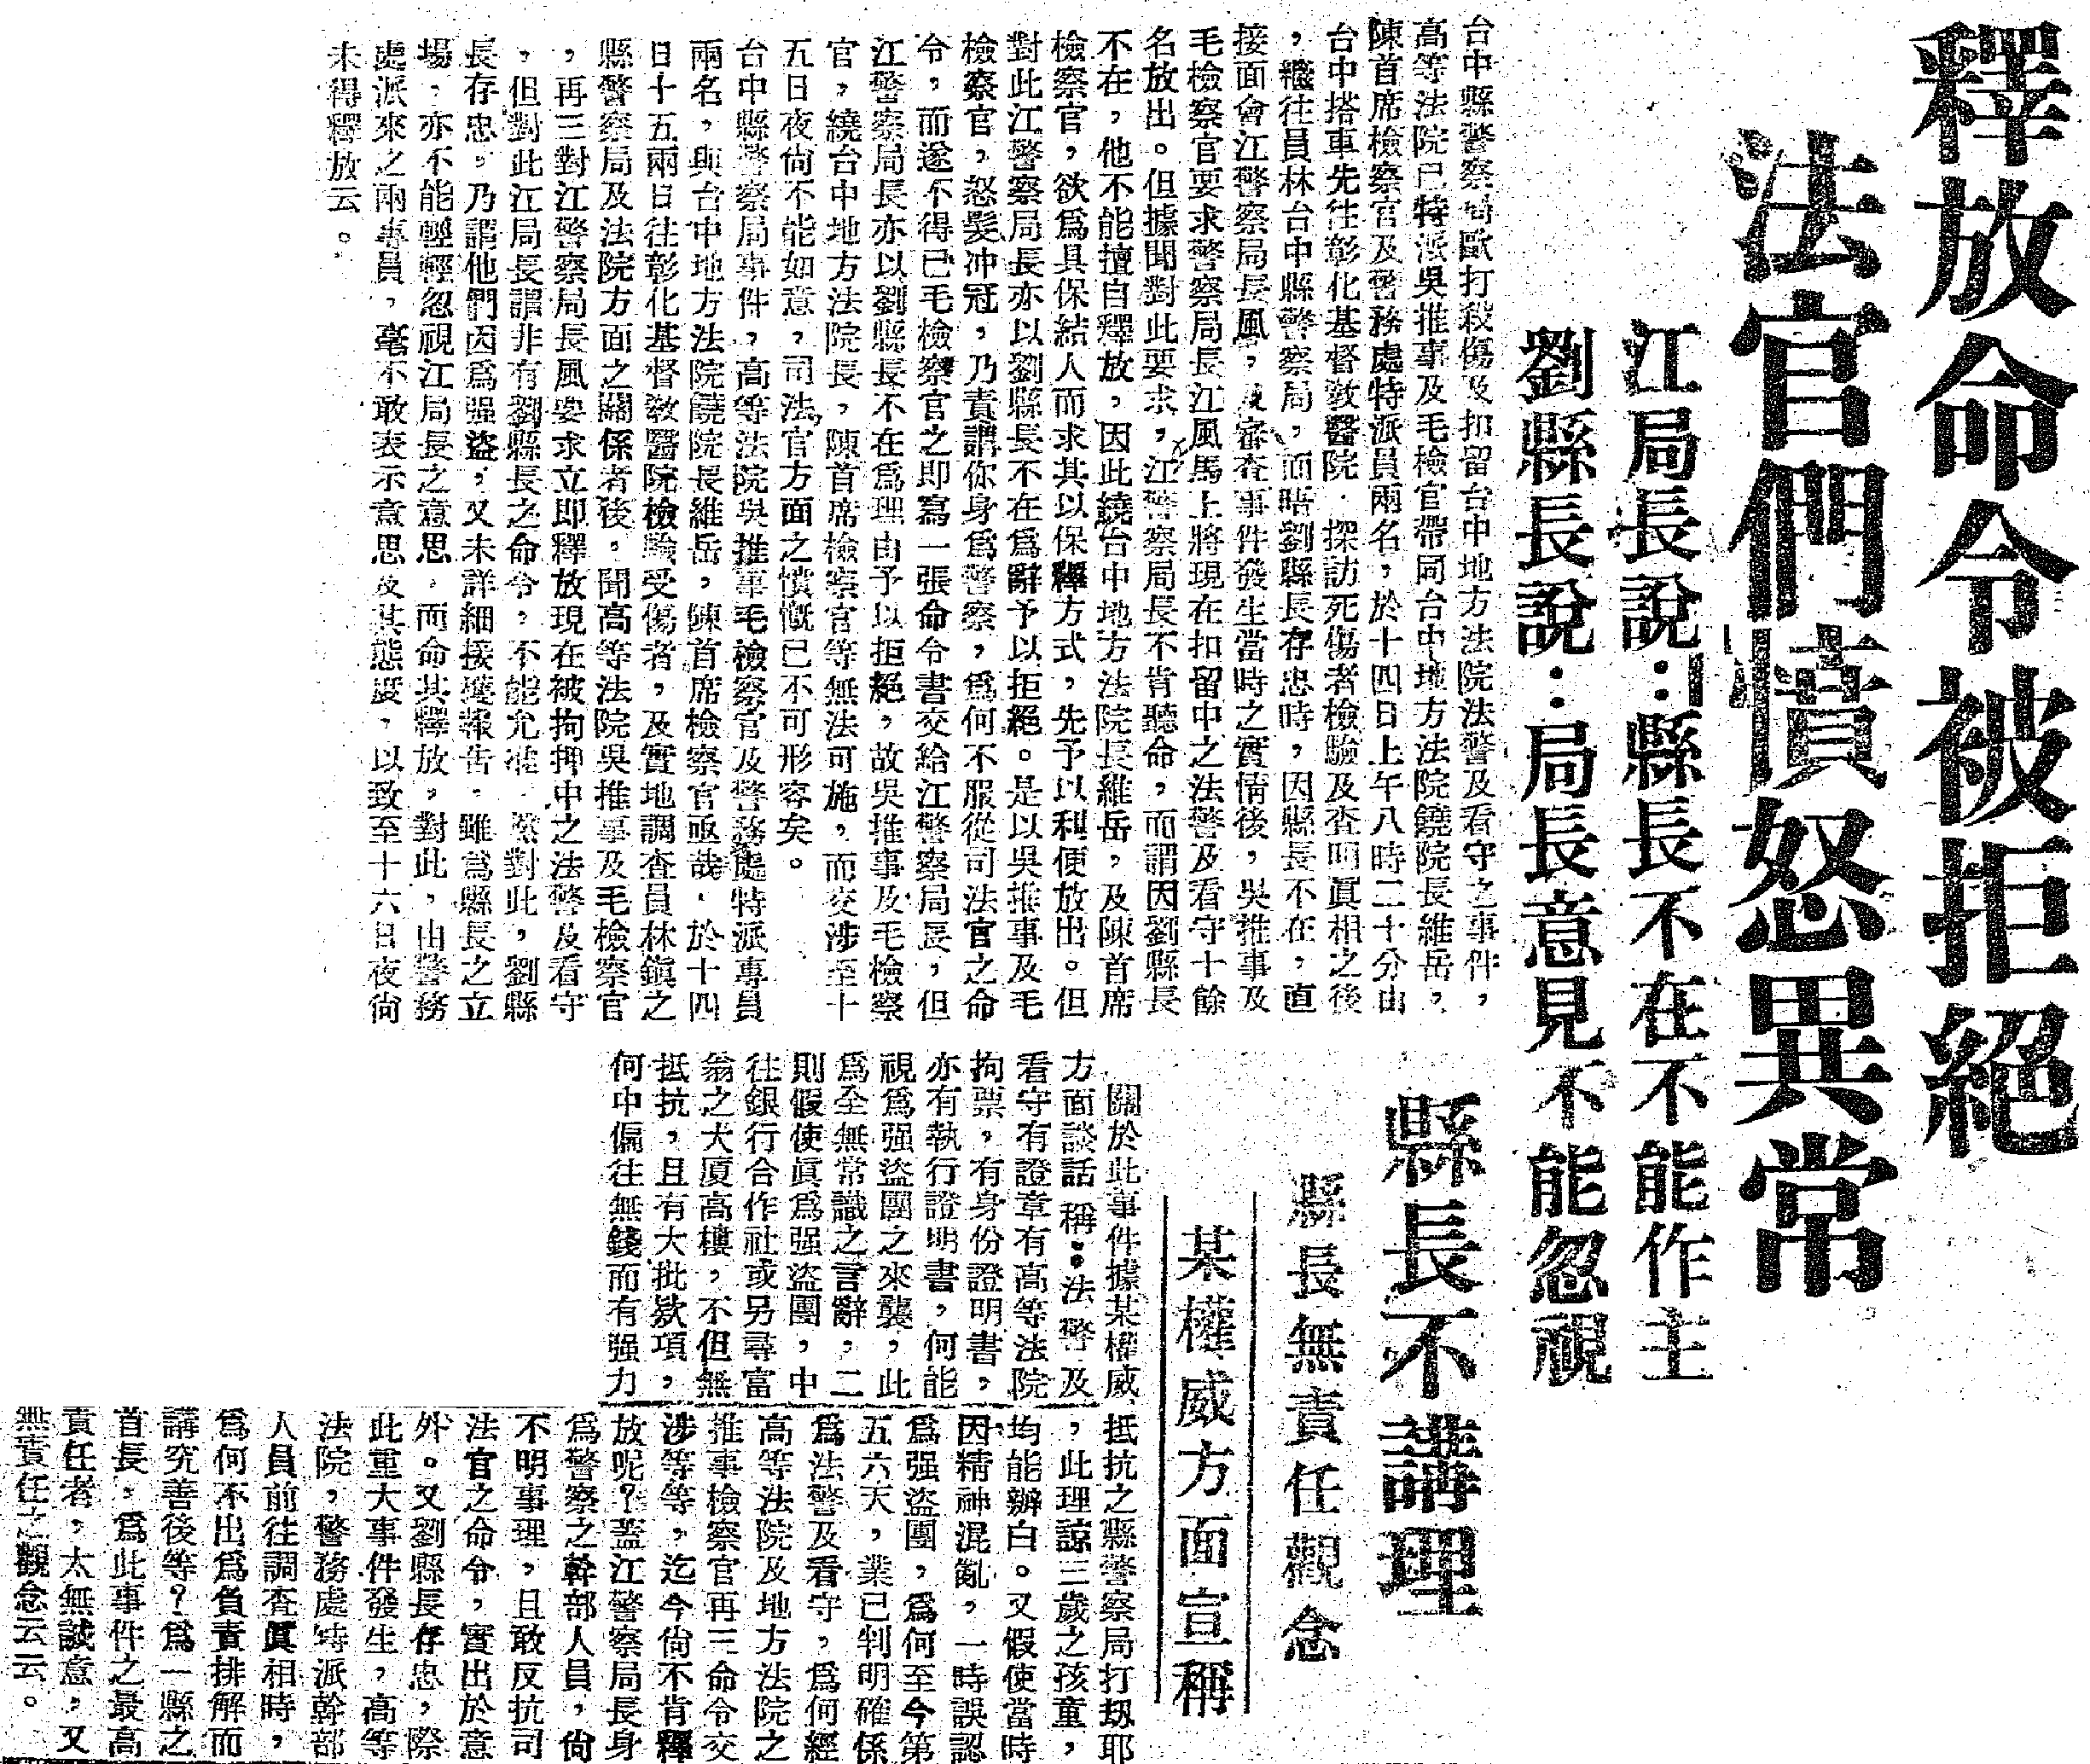 釋放命令被拒絕
法官們憤怒異常
江局長說：縣長不在不能作主
劉縣長說：局長意見不能忽視
台中縣警察局毆打殺傷及扣留台中地方法院法警及看守之事件，
高等法院已特派吳推事及毛檢官帶同台中地方法院饒院長維岳，
陳首席檢察官及警務處特派員兩名，於十四日上午八時二十分由
台中搭車先往彰化基督敎醫院．探訪死傷者檢驗及查明眞相之後
，繼往員林台中縣警察局，而晤劉縣長存忠時，因縣長不在，直
接面會江警察局長風，及審查事件發生當時之實情後，吳推事及
毛檢察官要求警察局長江風馬上將現在扣留中之法警及看守十餘
名放出。但據聞對此要求，江警察局長不肯聽命，而謂因劉縣長
不在，他不能擅自釋放，因此繞台中地方法院長維岳，及陳首席
檢察官，欲爲具保結人而求其以保釋方式，先予以利便放出。但
對此江警察局長亦以劉縣長不在爲辭予以拒絕。是以吳推事及毛
檢察官，怒髮冲冠，乃責謂你身爲警察，爲何不服從司法官之命
令，而遂不得已毛檢察官之即寫一張命令書交給江警察局長，但
江警察局長亦以劉縣長不在爲理由予以拒絕，故吳推事及毛檢察
官，繞台中地方法院長，陳首席檢察官等無法可施，而交涉至十
五日夜尙不能如意，司法官方面之憤慨已不可形容矣。
台中縣警察局事件，高等法院吳推事毛檢察官及警務處特派專員
兩名，與台中地方法院饒院長維岳，陳首席檢察官亟哉．於十四
日十五兩日往彰化基督敎醫院檢驗受傷者，及實地調查員林鎭之
縣警察局及法院方面之關係者後，聞高等法院吳推事及毛檢察官
，再三對江警察局長風要求立即釋放現在被拘押中之法警及看守
，但對此江局長謂非有劉縣長之命令，不能允准．然對此，劉縣
長存忠，乃謂他們因爲强盜，又未詳細接獲報告．雖爲縣長之立
場，亦不能輕輕忽視江局長之意思．而命其釋放，對此，由警務
處派來之兩專員，毫不敢表示意思及其態度，以致至十六日夜尙
未得釋放云。
縣長不講理
縣長無責任觀念
某權威方面宣稱
關於此事件據某權威
方面談話 稱：法警及
看守有證章有高等法院
拘票，有身份證明書，
亦有執行證明書，何能
視爲强盜團之來襲，此
爲全無常識之言辭，二
則假使眞爲强盜團，中
往銀行合作社或另尋富
翁之大厦高樓，不但無
抵抗，且有大批欵項，
何中偏往無錢而有强力
抵抗之縣警察局打刼耶
，此理諒三歲之孩童，
均能辦白。又假使當時
因精神混亂，一時誤認
爲强盜團，爲何至今第
五六天，業已判明確係
爲法警及看守，爲何經
高等法院及地方法院之
推事檢察官再三命令交
涉等等，迄今尙不肯釋
放呢？蓋江警察局長身
爲警察之幹部人員，尙
不明事理，且敢反抗司
法官之命令，實出於意
外。又劉縣長存忠，際
此重大事件發生，高等
法院，警務處特派幹部
人員前往調查眞相時，
爲何不出爲負責排解而
講究善後等？爲一縣之
首長，爲此事件之最高
責任者，太無誠意，又
無責任之觀念云云。